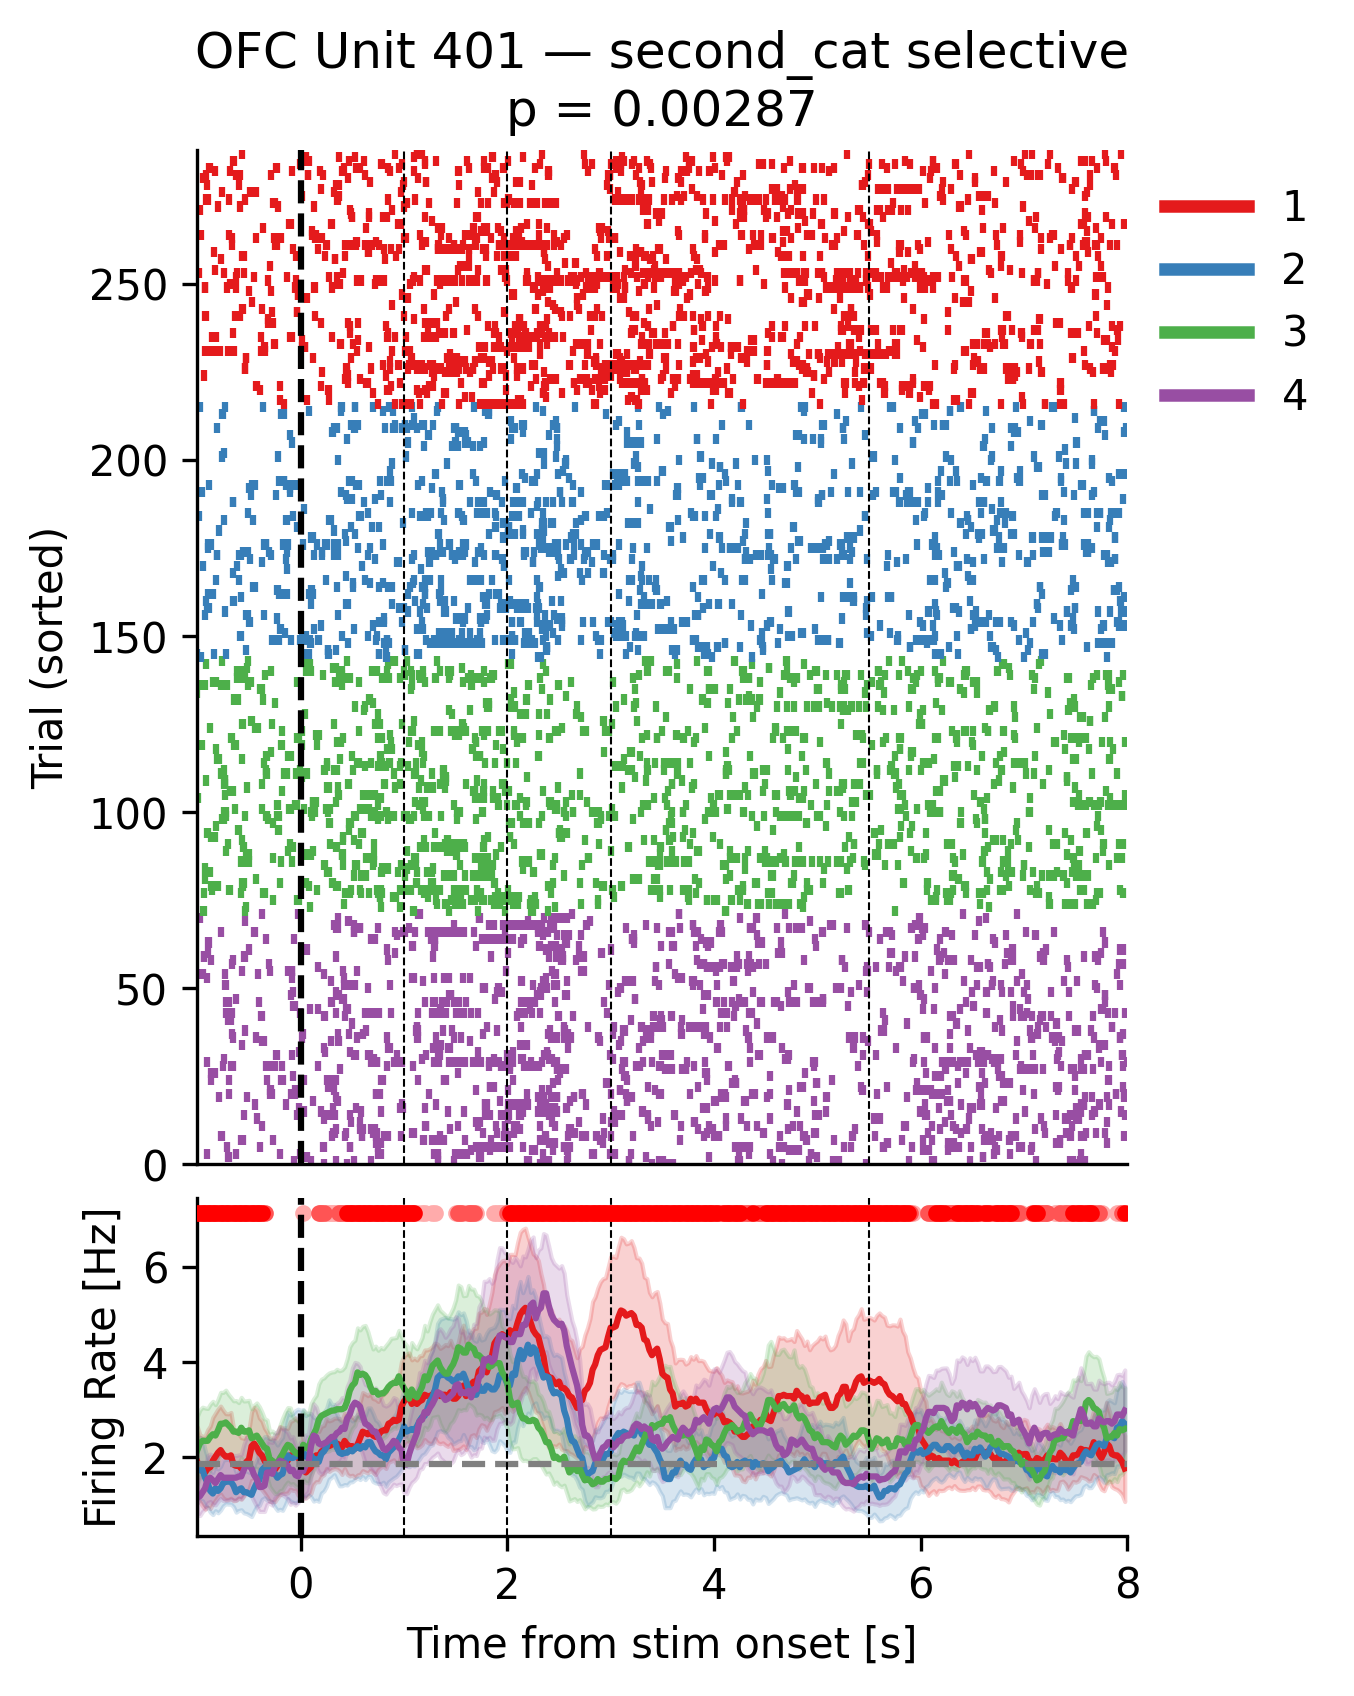 OFC Unit 401 — second_cat selective
p = 0.00287
1
2
3
4
250
200
150
100
50
0
Trial (sorted)
6
4
2
Firing Rate [Hz]
0 2 4 6 8
Time from stim onset [s]